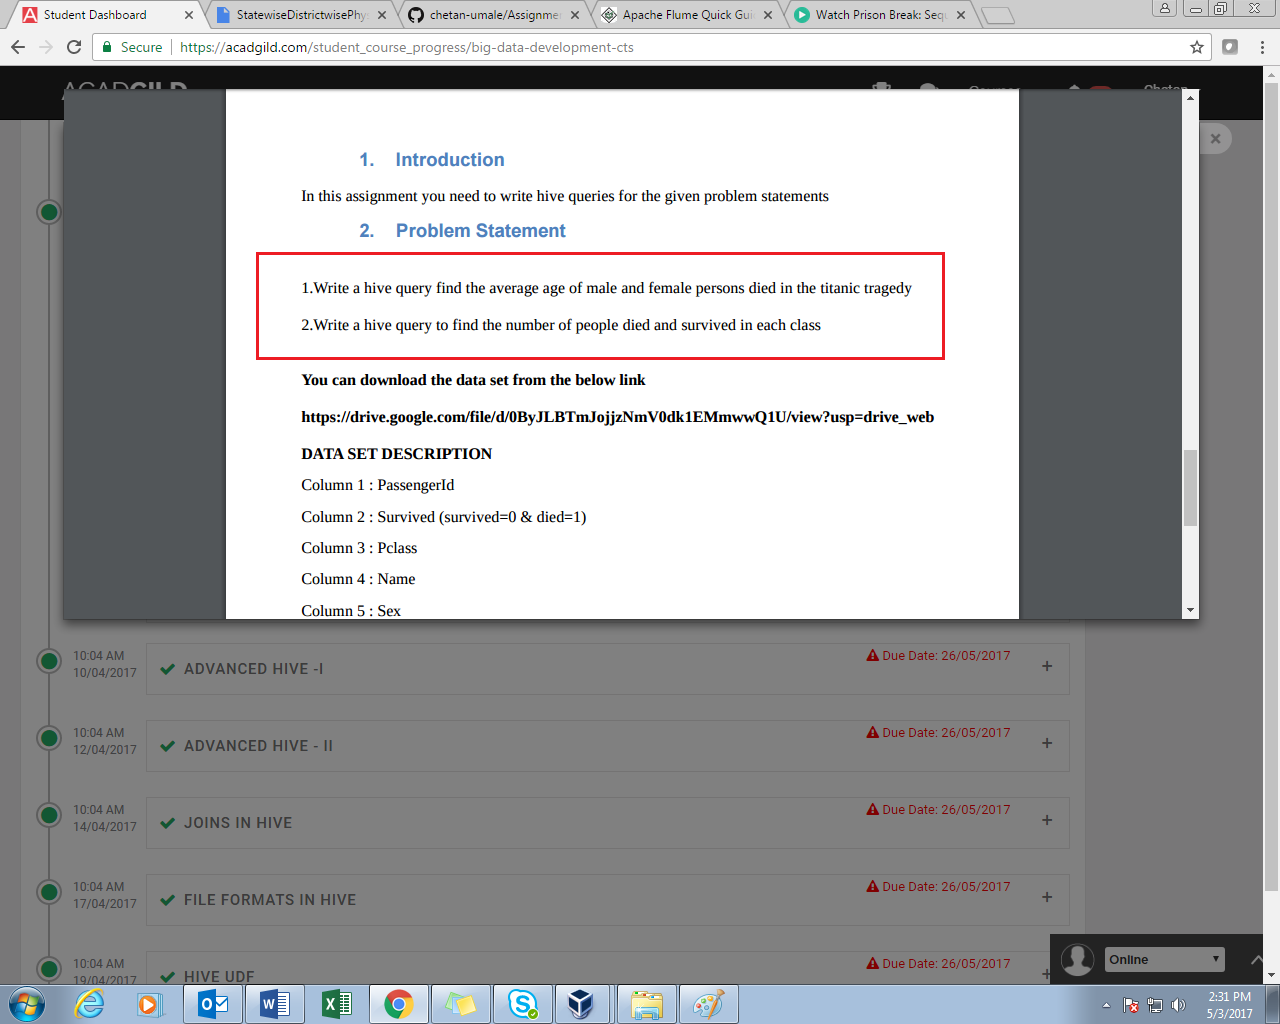 Student Dashboard
StatewiseDistrictwisePhys
chetan-umale/Assignmen
Apache Flume Quick Gui
Watch Prison Break: Sequ
Secure
https://acadgild.com/student_course_progress/big-data-development-cts
ACADGILD
1. Introduction
In this assignment you need to write hive queries for the given problem statements
2. Problem Statement
1.Write a hive query find the average age of male and female persons died in the titanic tragedy
2.Write a hive query to find the number of people died and survived in each class
You can download the data set from the below link
https://drive.google.com/file/d/0ByJLBTmJojjzNmV0dk1EMmwwQ1U/view?usp=drive_web
DATA SET DESCRIPTION
Column 1 : PassengerId
Column 2 : Survived (survived=0 & died=1)
Column 3 : Pclass
Column 4 : Name
Column 5 : Sex
10:04 AM
10/04/2017
ADVANCED HIVE -I
Due Date: 26/05/2017
+
10:04 AM
12/04/2017
ADVANCED HIVE - II
Due Date: 26/05/2017
+
10:04 AM
14/04/2017
JOINS IN HIVE
Due Date: 26/05/2017
+
10:04 AM
17/04/2017
FILE FORMATS IN HIVE
Due Date: 26/05/2017
+
10:04 AM
19/04/2017
HIVE UDF
Due Date: 26/05/2017
+
Online
2:31 PM
5/3/2017